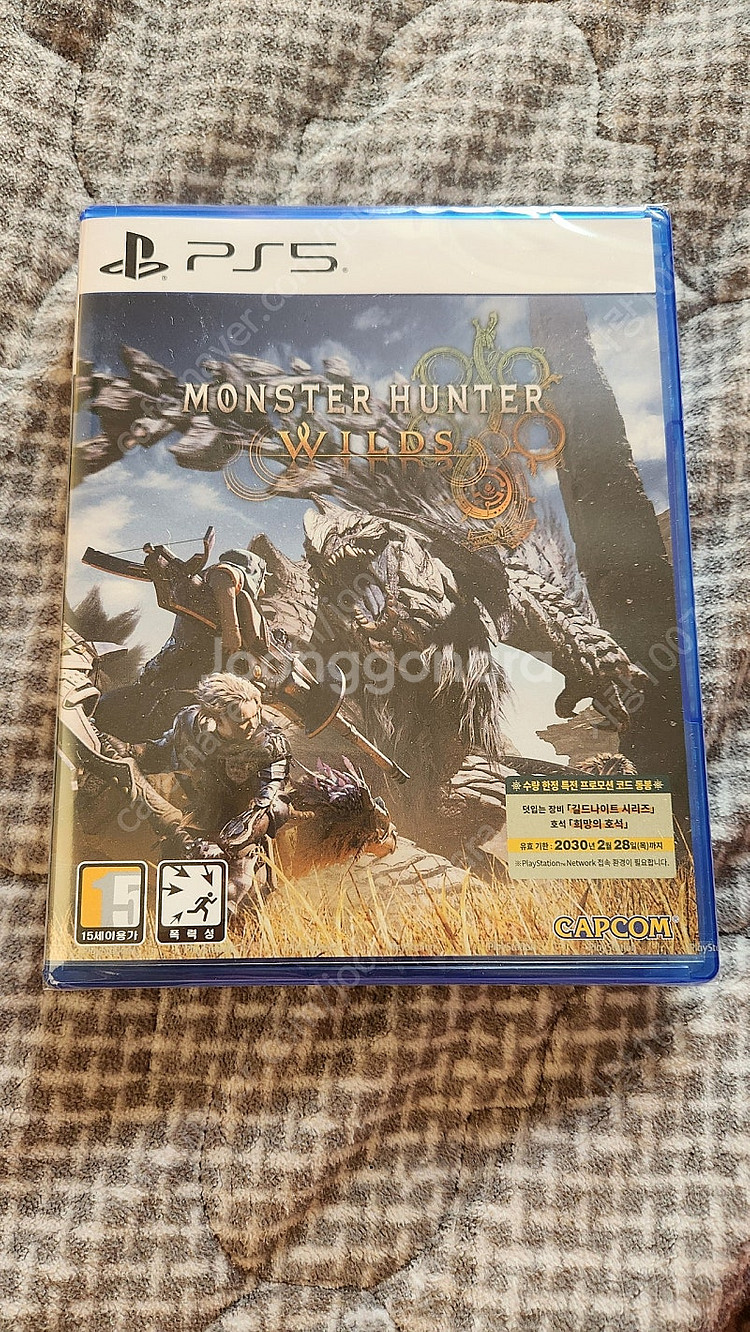 PS5
MONSTER HUNTER
WILDS
Joonggonara
※수량 한정 특전 프로모션 코드 동봉※
덧입는 장비 「길드나이트 시리즈」
호석 「희망의 호석」
유효 기한 : 2030년 2월 28일(목)까지
※PlayStation™Network 접속 환경이 필요합니다.
15
15세이용가
폭력성
CAPCOM